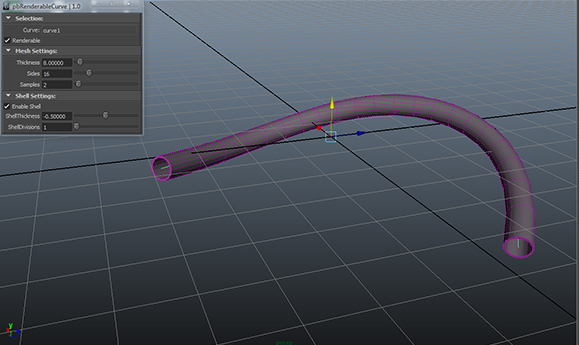 pbRenderableCurve | 1.0
Selection:
Curve: curve1
Renderable
Mesh Settings:
Thickness 8.00000
Sides 16
Samples 2
Shell Settings:
Enable Shell
ShellThickness -0.50000
ShellDivisions 1
y